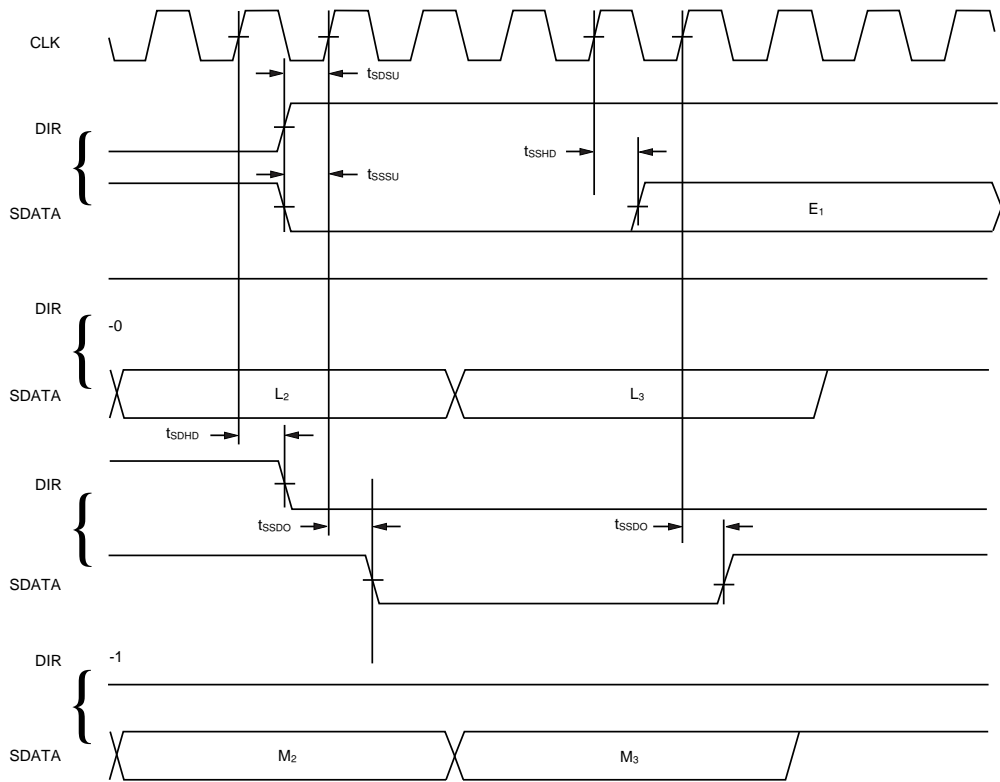 CLK
tSDSU
DIR
tSSHD
tSSSU
SDATA
E1
DIR
-0
SDATA
L2
L3
tSDHD
DIR
tSSDO
tSSDO
SDATA
DIR
-1
SDATA
M2
M3